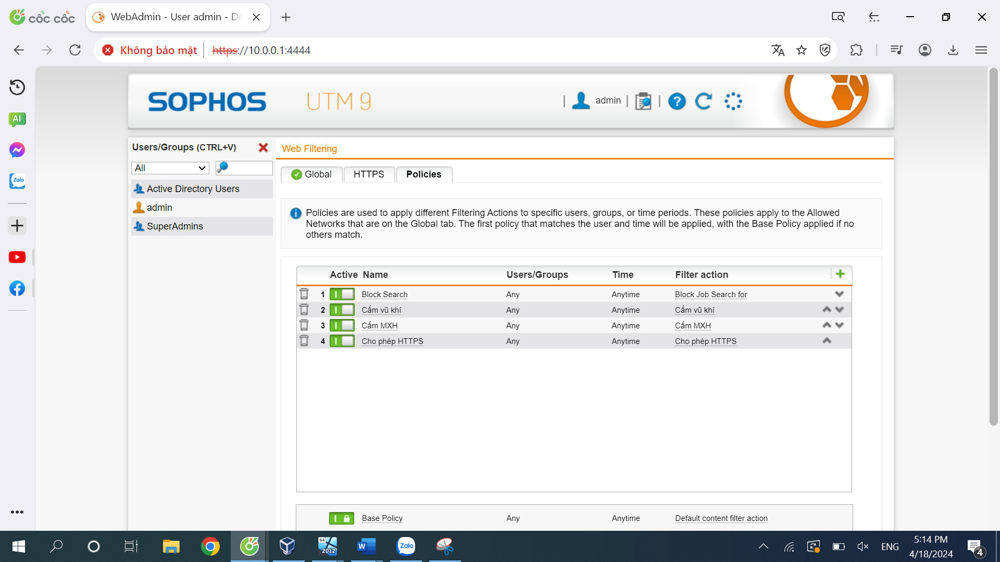 cốc cốc
WebAdmin - User admin - De
Không bảo mật
https://10.0.0.1:4444
AI
Zalo
SOPHOS UTM 9
admin
?
Users/Groups (CTRL+V)
All
Active Directory Users
admin
SuperAdmins
Web Filtering
Global HTTPS Policies
Policies are used to apply different Filtering Actions to specific users, groups, or time periods. These policies apply to the Allowed
Networks that are on the Global tab. The first policy that matches the user and time will be applied, with the Base Policy applied if no
others match.
Active Name Users/Groups Time Filter action
1 Block Search Any Anytime Block Job Search for
2 Cấm vũ khí Any Anytime Cấm vũ khí
3 Cấm MXH Any Anytime Cấm MXH
4 Cho phép HTTPS Any Anytime Cho phép HTTPS
Base Policy Any Anytime Default content filter action
64
2012
W
Zalo
ENG
5:14 PM
4/18/2024
4